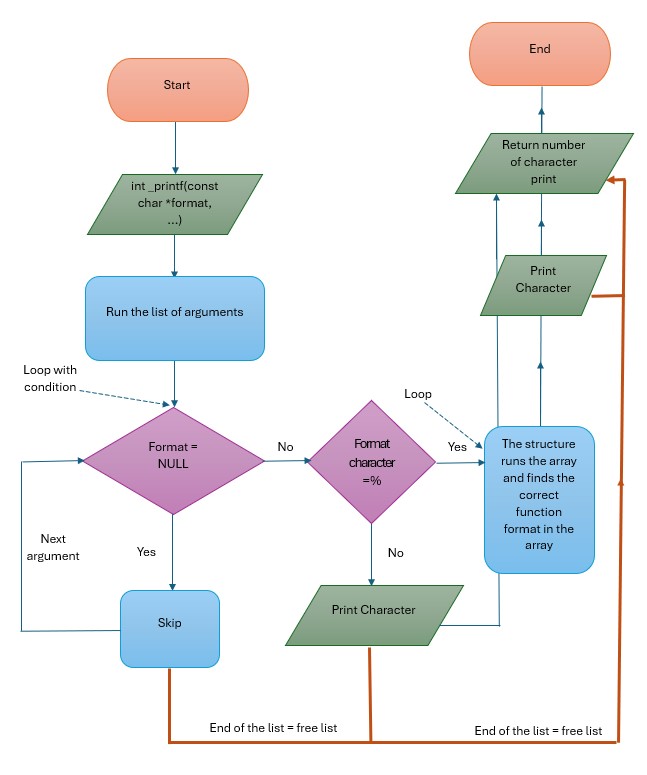 Start
int _printf(const
char *format,
...)
Run the list of arguments
Loop with
condition
Format =
NULL
No
Yes
Next
argument
Skip
Format
character
=%
No
Yes
Loop
Print Character
The structure
runs the array
and finds the
correct
function
format in the
array
Print
Character
Return number
of character
print
End
End of the list = free list
End of the list = free list